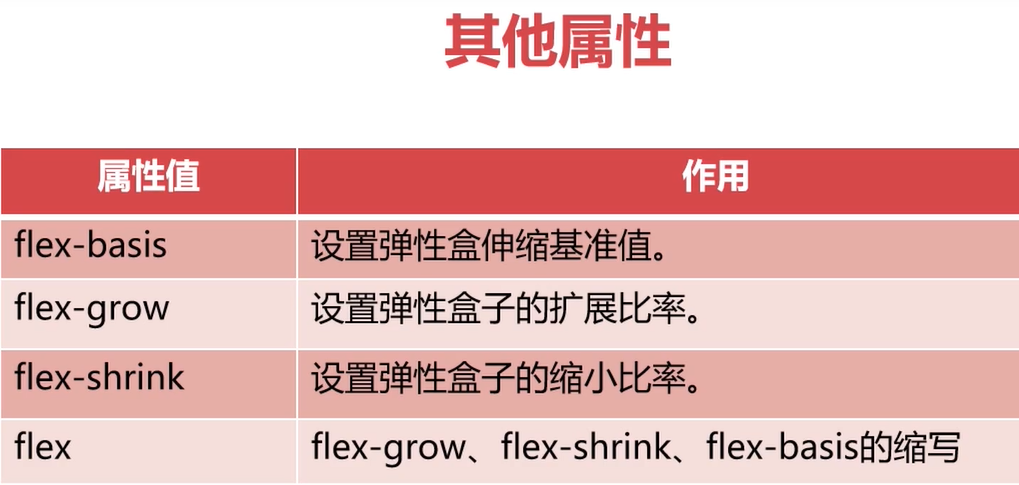 其他属性
属性值 作用
flex-basis 设置弹性盒伸缩基准值。
flex-grow 设置弹性盒子的扩展比率。
flex-shrink 设置弹性盒子的缩小比率。
flex flex-grow、flex-shrink、flex-basis的缩写